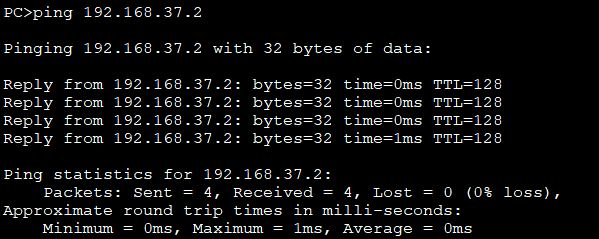 PC>ping 192.168.37.2
Pinging 192.168.37.2 with 32 bytes of data:
Reply from 192.168.37.2: bytes=32 time=0ms TTL=128
Reply from 192.168.37.2: bytes=32 time=0ms TTL=128
Reply from 192.168.37.2: bytes=32 time=0ms TTL=128
Reply from 192.168.37.2: bytes=32 time=1ms TTL=128
Ping statistics for 192.168.37.2:
    Packets: Sent = 4, Received = 4, Lost = 0 (0% loss),
Approximate round trip times in milli-seconds:
    Minimum = 0ms, Maximum = 1ms, Average = 0ms